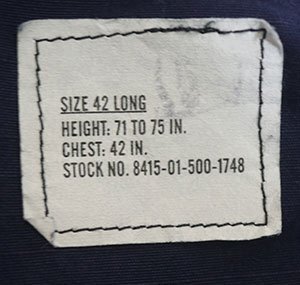 SIZE 42 LONG
HEIGHT: 71 TO 75 IN.
CHEST: 42 IN.
STOCK NO. 8415-01-500-1748